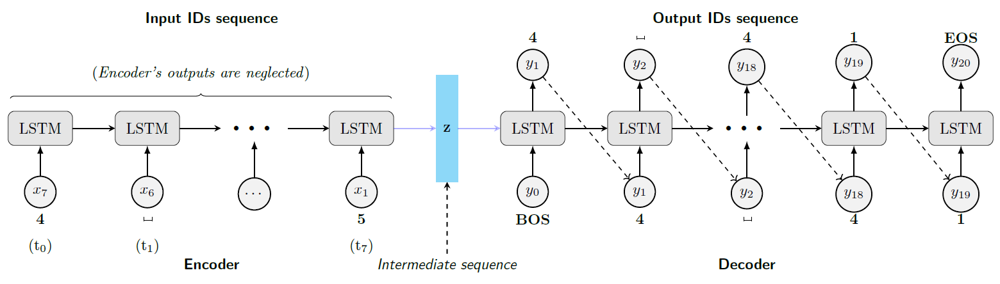 Input IDs sequence
Output IDs sequence
4 ␣ 4 1 EOS
(Encoder's outputs are neglected)
y₁ y₂ y₁₈ y₁₉ y₂₀
LSTM LSTM • • • LSTM z LSTM LSTM • • • LSTM LSTM
x₇ x₆ ... x₁ y₀ y₁ y₂ y₁₈ y₁₉
4 ␣ 5 BOS 4 ␣ 4 1
(t₀) (t₁) (t₇)
Encoder
Intermediate sequence
Decoder